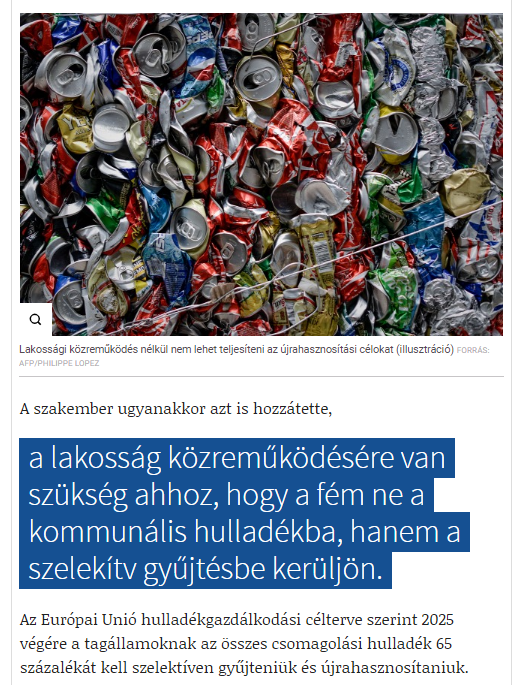 Lakossági közreműködés nélkül nem lehet teljesíteni az újrahasznosítási célokat (illusztráció) FORRÁS:
AFP/PHILIPPE LOPEZ
A szakember ugyanakkor azt is hozzátette,
a lakosság közreműködésére van
szükség ahhoz, hogy a fém ne a
kommunális hulladékba, hanem a
szelekítv gyűjtésbe kerüljön.
Az Európai Unió hulladékgazdálkodási célterve szerint 2025
végére a tagállamoknak az összes csomagolási hulladék 65
százalékát kell szelektíven gyűjteniük és újrahasznosítaniuk.